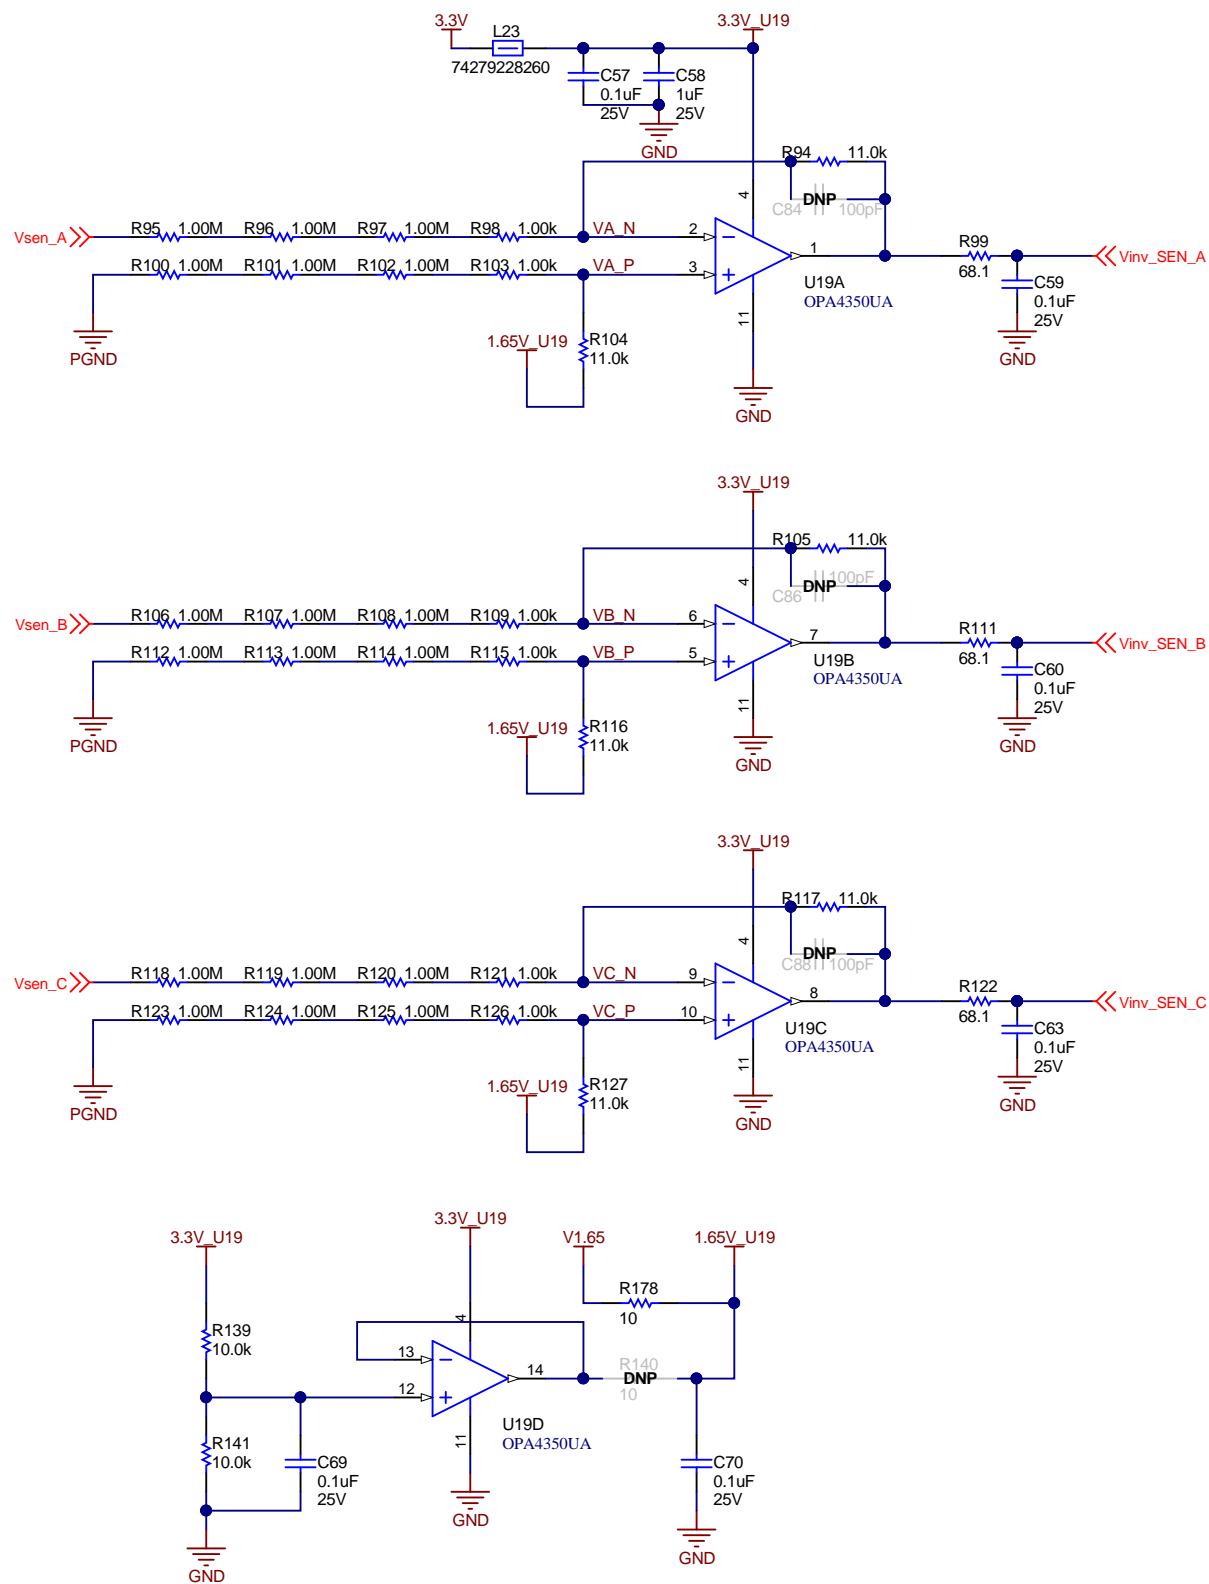 3.3V
L23
74279228260
3.3V_U19
C57
0.1uF
25V
C58
1uF
25V
GND
R94 11.0k
C84 DNP 100pF
4
Vsen_A
R95 1.00M R96 1.00M R97 1.00M R98 1.00k VA_N 2
R100 1.00M R101 1.00M R102 1.00M R103 1.00k VA_P 3
1
U19A
OPA4350UA
11
GND
R99
68.1
Vinv_SEN_A
C59
0.1uF
25V
GND
PGND
1.65V_U19
R104
11.0k
3.3V_U19
R105 11.0k
C86 DNP 100pF
4
Vsen_B
R106 1.00M R107 1.00M R108 1.00M R109 1.00k VB_N 6
R112 1.00M R113 1.00M R114 1.00M R115 1.00k VB_P 5
7
U19B
OPA4350UA
11
GND
R111
68.1
Vinv_SEN_B
C60
0.1uF
25V
GND
PGND
1.65V_U19
R116
11.0k
3.3V_U19
R117 11.0k
C88 DNP 100pF
4
Vsen_C
R118 1.00M R119 1.00M R120 1.00M R121 1.00k VC_N 9
R123 1.00M R124 1.00M R125 1.00M R126 1.00k VC_P 10
8
U19C
OPA4350UA
11
GND
R122
68.1
Vinv_SEN_C
C63
0.1uF
25V
GND
PGND
1.65V_U19
R127
11.0k
3.3V_U19
R139
10.0k
R141
10.0k
C69
0.1uF
25V
GND
3.3V_U19
4
13
12
14
U19D
OPA4350UA
11
GND
V1.65
1.65V_U19
R178
10
R140
DNP
10
C70
0.1uF
25V
GND